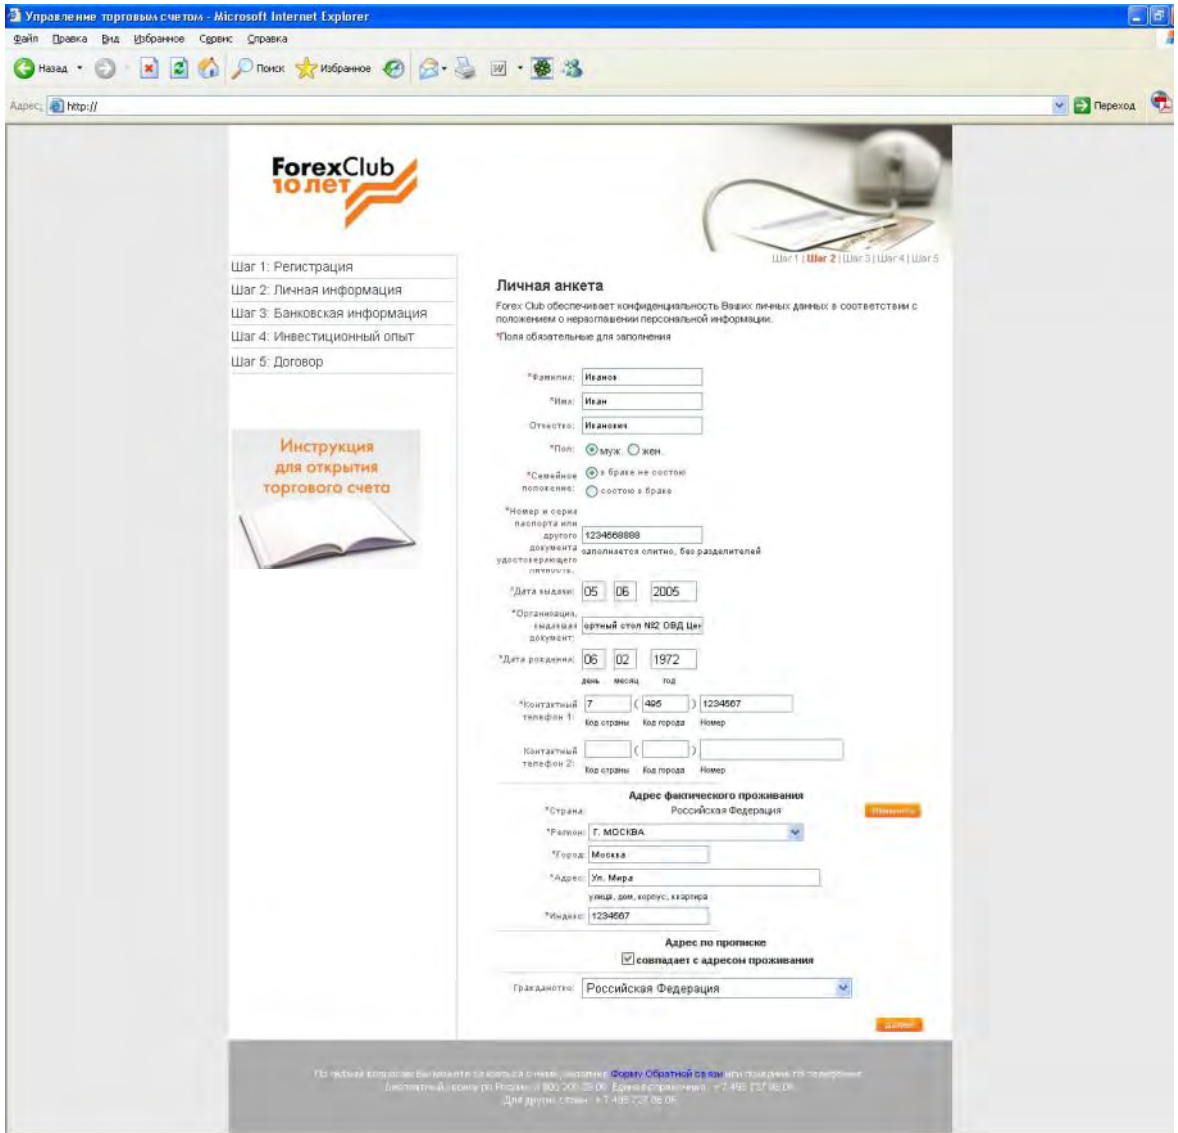 Управление торговым счетом - Microsoft Internet Explorer
Файл Правка Вид Избранное Сервис Справка
Назад Поиск Избранное
Адрес: http:// Переход
ForexClub
10 лет
Шаг 1 | Шаг 2 | Шаг 3 | Шаг 4 | Шаг 5
Шаг 1: Регистрация
Шаг 2: Личная информация
Шаг 3: Банковская информация
Шаг 4: Инвестиционный опыт
Шаг 5: Договор
Инструкция
для открытия
торгового счета
Личная анкета
Forex Club обеспечивает конфиденциальность Ваших личных данных в соответствии с
положением о неразглашении персональной информации.
*Поля обязательные для заполнения
*Фамилия: Иванов
*Имя: Иван
Отчество: Иванович
*Пол: муж. жен.
*Семейное
положение:
в браке не состою
состою в браке
*Номер и серия
паспорта или
другого
документа
удостоверяющего
личность:
1234568888
заполняется слитно, без разделителей
*Дата выдачи: 05 06 2005
*Организация,
выдавшая
документ:
ортный стол №2 ОВД Цен
*Дата рождения: 06 02 1972
день месяц год
*Контактный
телефон 1:
7 ( 495 ) 1234567
Код страны Код города Номер
Контактный
телефон 2:
( )
Код страны Код города Номер
Адрес фактического проживания
*Страна: Российская Федерация
*Регион: Г. МОСКВА
*Город: Москва
*Адрес: Ул. Мира
улица, дом, корпус, квартира
*Индекс: 1234567
Адрес по прописке
совпадает с адресом проживания
Гражданство: Российская Федерация
Форму Обратной связи